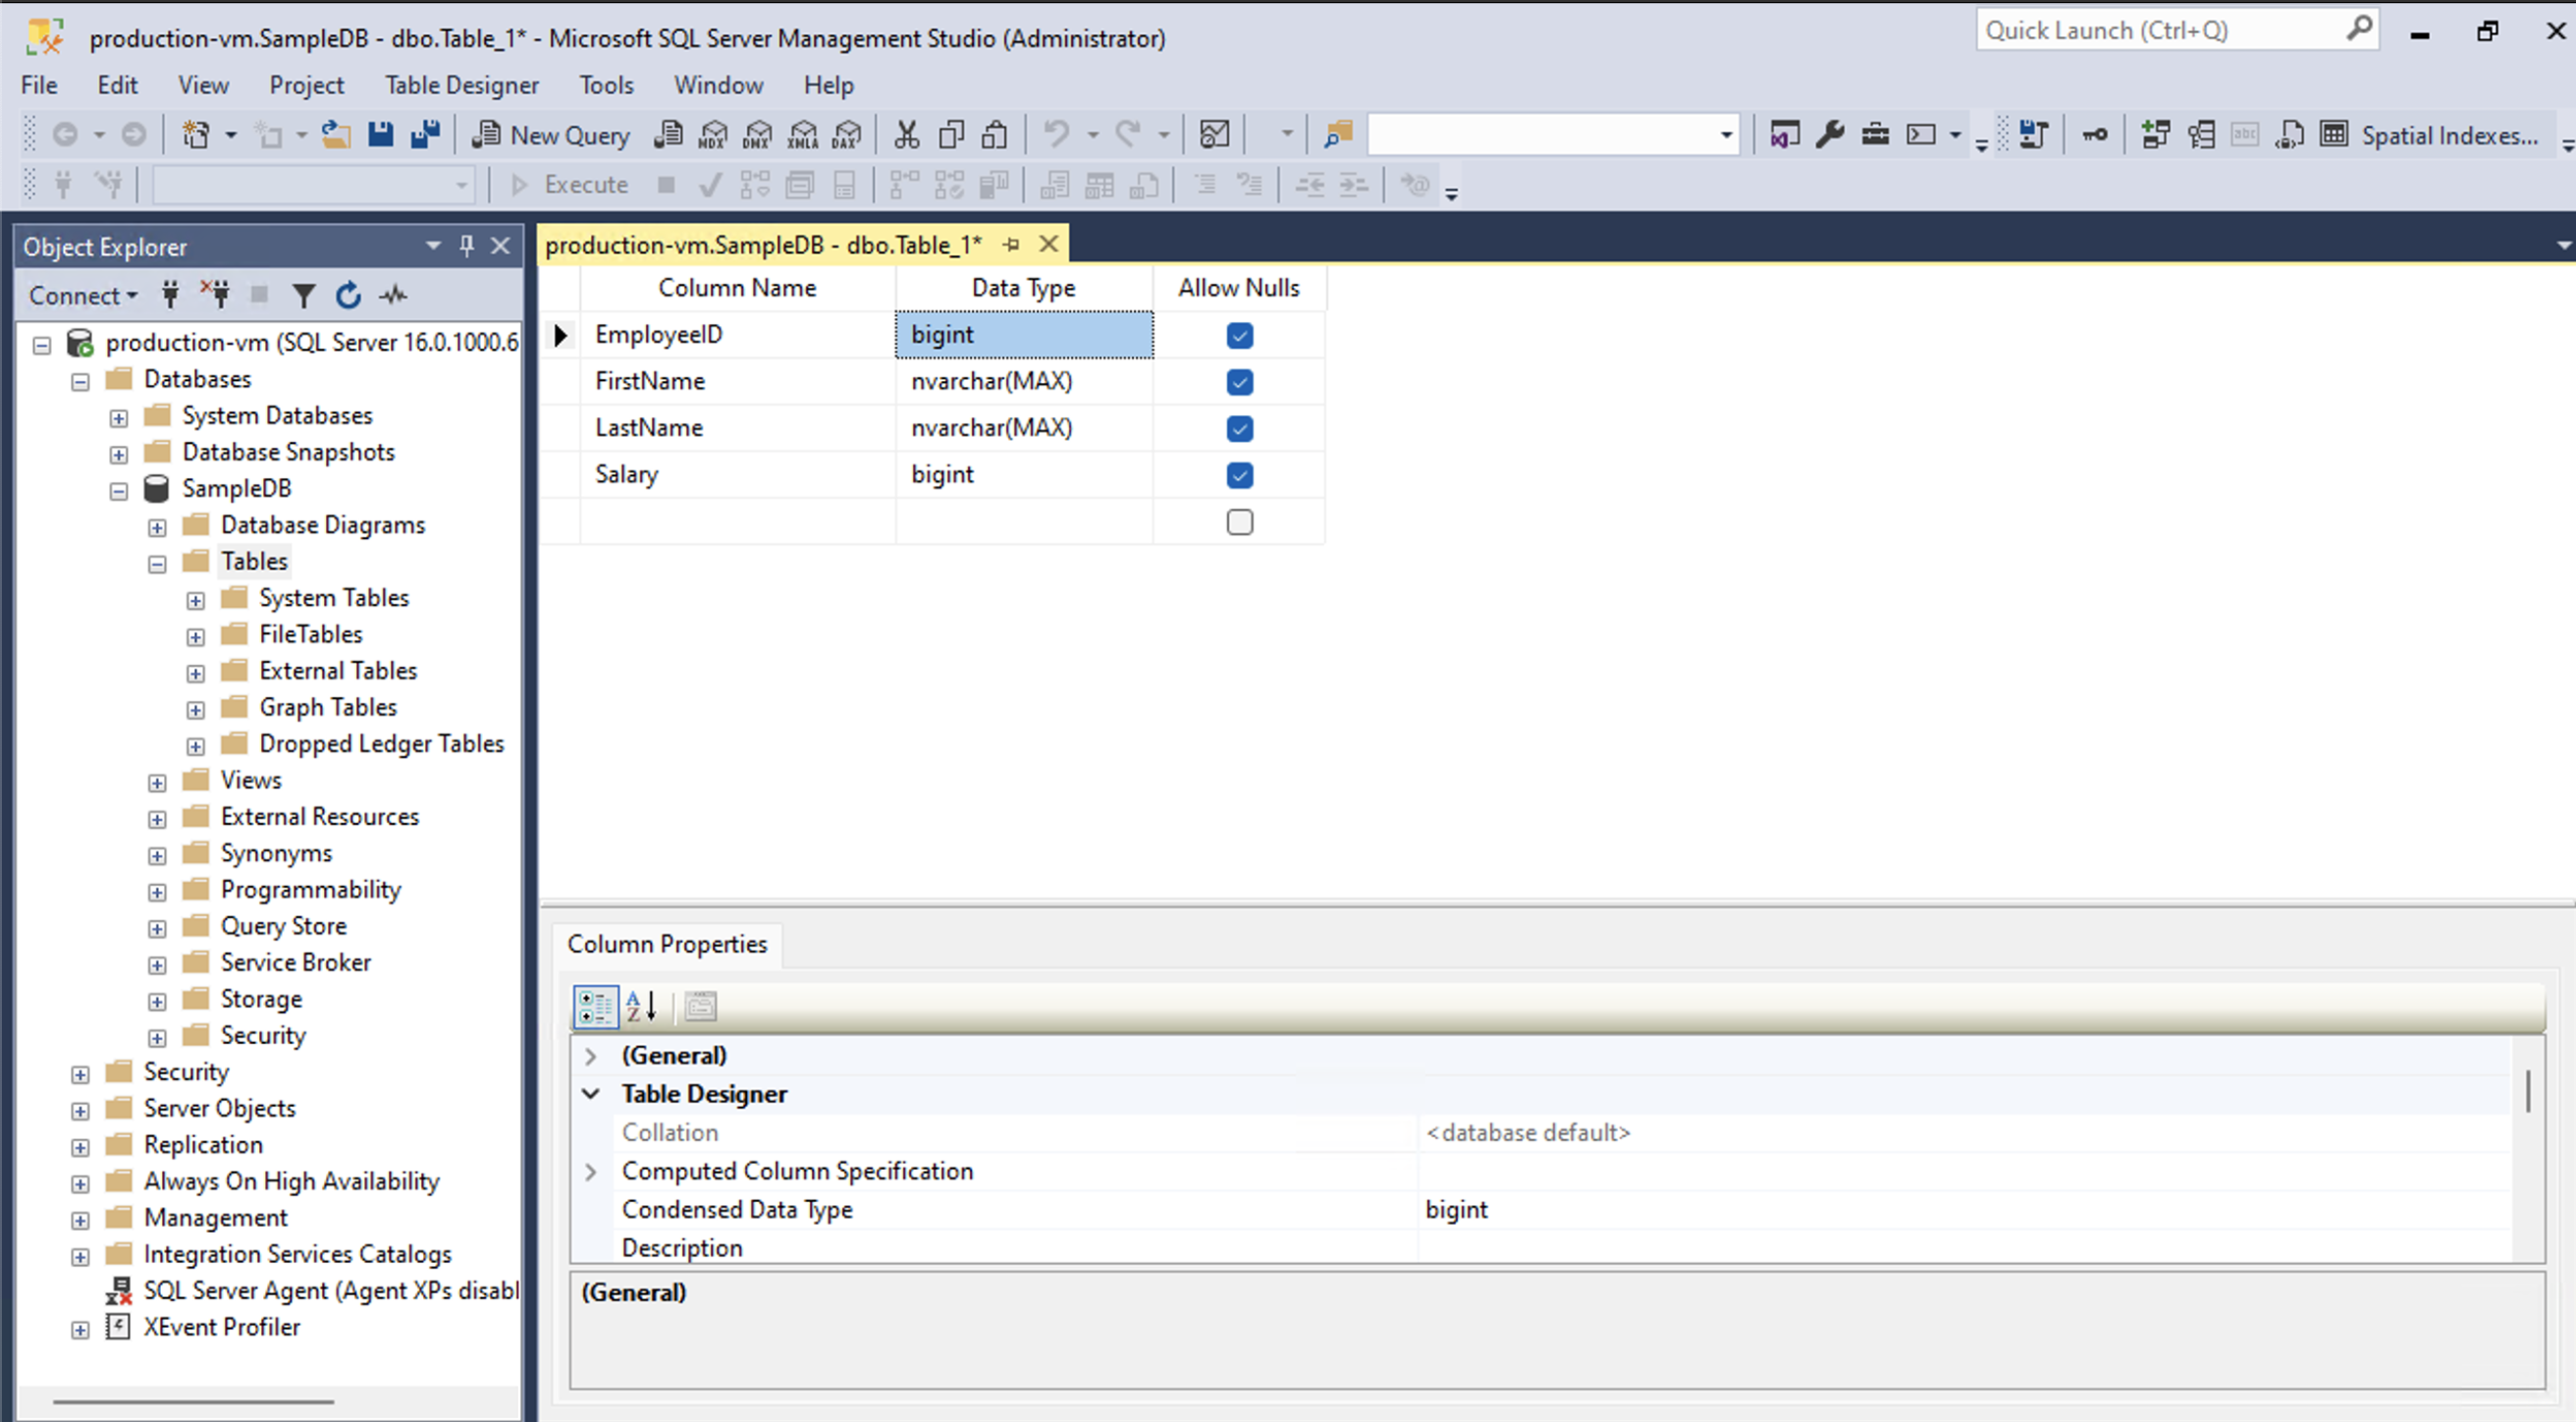 production-vm.SampleDB - dbo.Table_1* - Microsoft SQL Server Management Studio (Administrator)
Quick Launch (Ctrl+Q)
File Edit View Project Table Designer Tools Window Help
New Query MDX DMX XMLA DAX abc Spatial Indexes...
Execute
Object Explorer
Connect
production-vm (SQL Server 16.0.1000.6
Databases
System Databases
Database Snapshots
SampleDB
Database Diagrams
Tables
System Tables
FileTables
External Tables
Graph Tables
Dropped Ledger Tables
Views
External Resources
Synonyms
Programmability
Query Store
Service Broker
Storage
Security
Security
Server Objects
Replication
Always On High Availability
Management
Integration Services Catalogs
SQL Server Agent (Agent XPs disabl
XEvent Profiler
production-vm.SampleDB - dbo.Table_1*
Column Name Data Type Allow Nulls
EmployeeID bigint
FirstName nvarchar(MAX)
LastName nvarchar(MAX)
Salary bigint
Column Properties
A Z
(General)
Table Designer
Collation <database default>
Computed Column Specification
Condensed Data Type bigint
Description
(General)